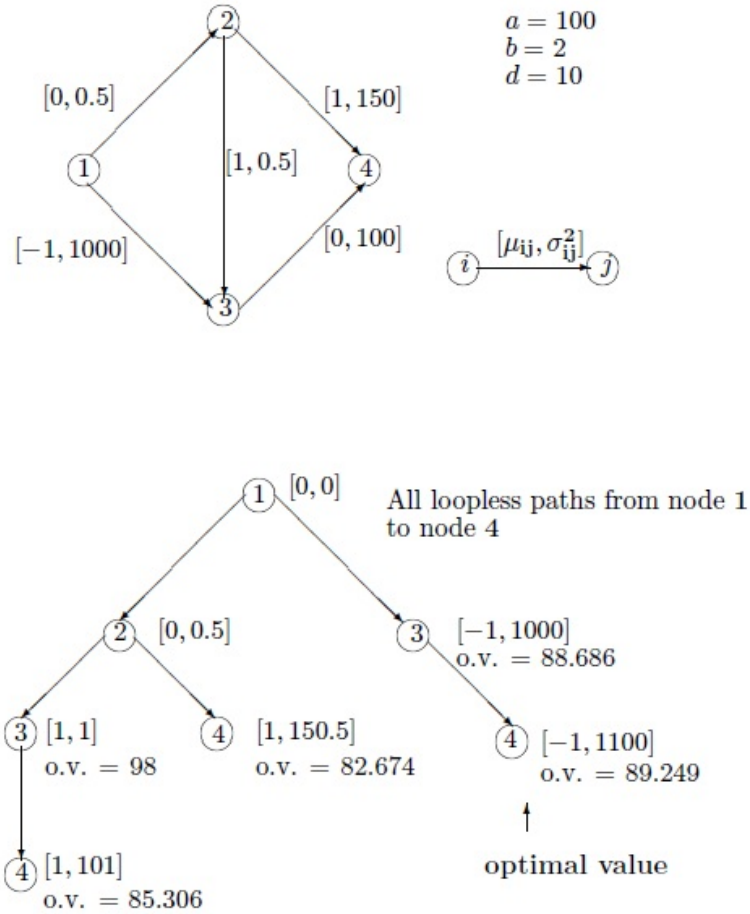 2
a = 100
b = 2
d = 10
[0, 0.5]
[1, 150]
1
[1, 0.5]
4
[−1, 1000]
[0, 100]
[μij, σ²ij]
i
j
3
1
[0, 0]
All loopless paths from node 1
to node 4
2
[0, 0.5]
3
[−1, 1000]
o.v. = 88.686
3
[1, 1]
o.v. = 98
4
[1, 150.5]
o.v. = 82.674
4
[−1, 1100]
o.v. = 89.249
4
[1, 101]
o.v. = 85.306
optimal value